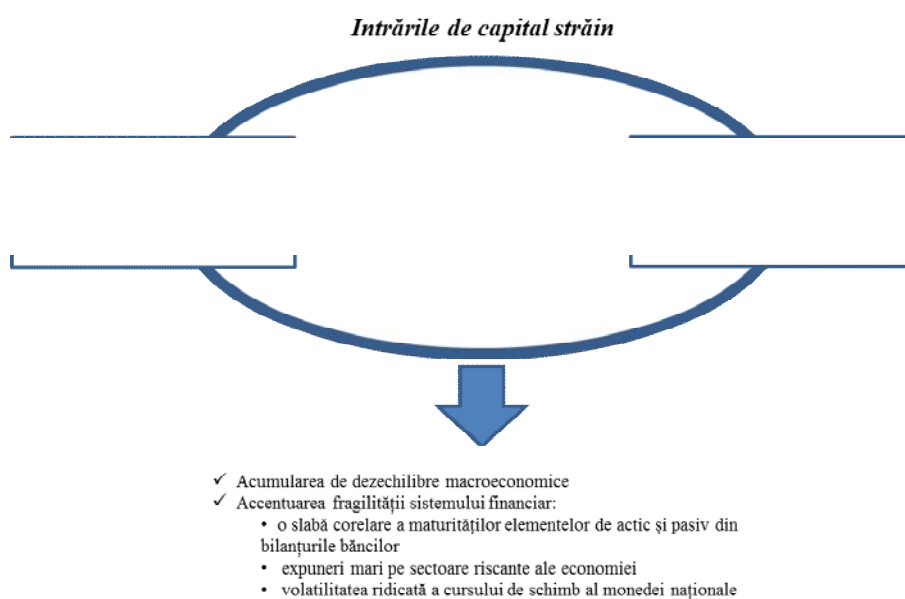 Intrările de capital străin
✓ Acumularea de dezechilibre macroeconomice
✓ Accentuarea fragilității sistemului financiar:
• o slabă corelare a maturităților elementelor de actic și pasiv din
bilanțurile băncilor
• expuneri mari pe sectoare riscante ale economiei
• volatilitatea ridicată a cursului de schimb al monedei naționale